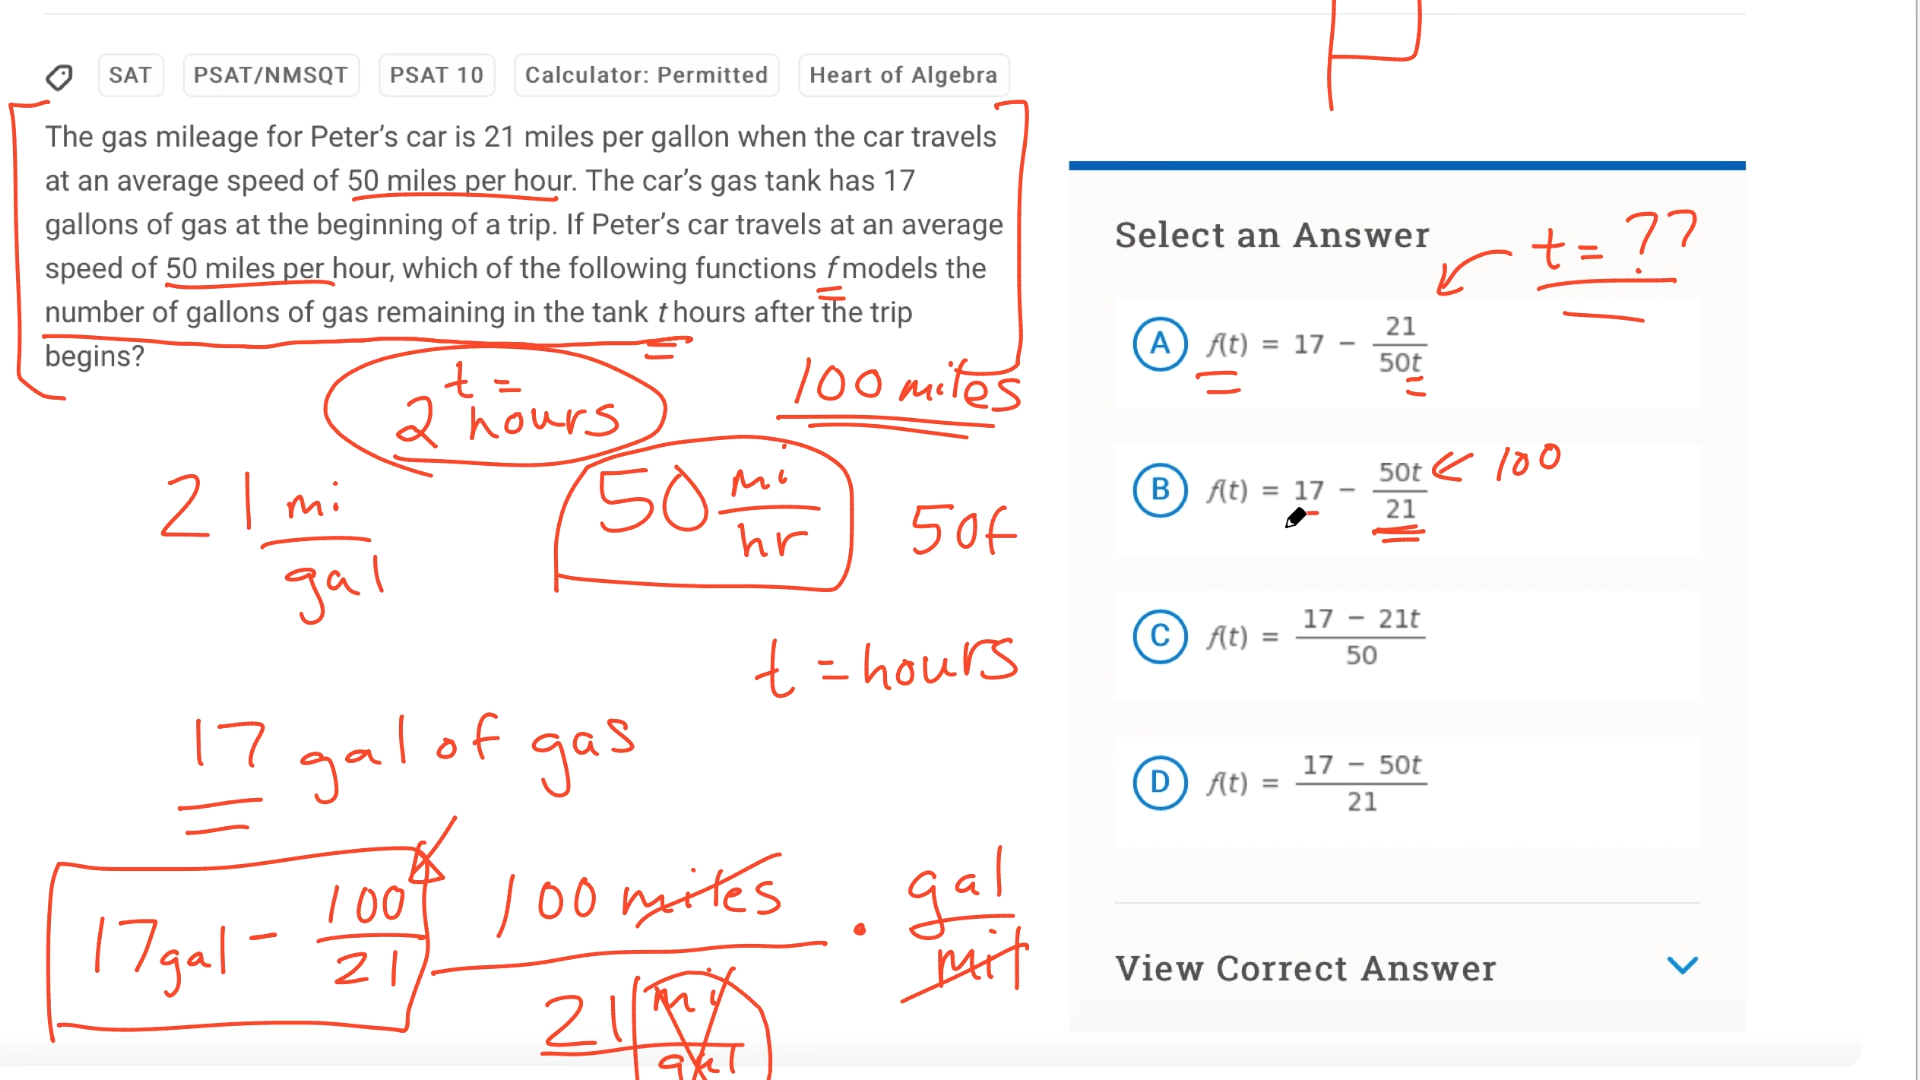 SAT PSAT/NMSQT PSAT 10 Calculator: Permitted Heart of Algebra
The gas mileage for Peter's car is 21 miles per gallon when the car travels
at an average speed of 50 miles per hour. The car's gas tank has 17
gallons of gas at the beginning of a trip. If Peter's car travels at an average
speed of 50 miles per hour, which of the following functions f models the
number of gallons of gas remaining in the tank t hours after the trip
begins?
t =
2 hours
100 miles
21 mi/gal
50 mi/hr
50t
t = hours
17 gal of gas
17gal - 100/21
100 miles
21 mi/gal
· gal/mi
Select an Answer
t = ??
A f(t) = 17 − 21/50t
B f(t) = 17 − 50t/21
100
C f(t) = (17 − 21t)/50
D f(t) = (17 − 50t)/21
View Correct Answer